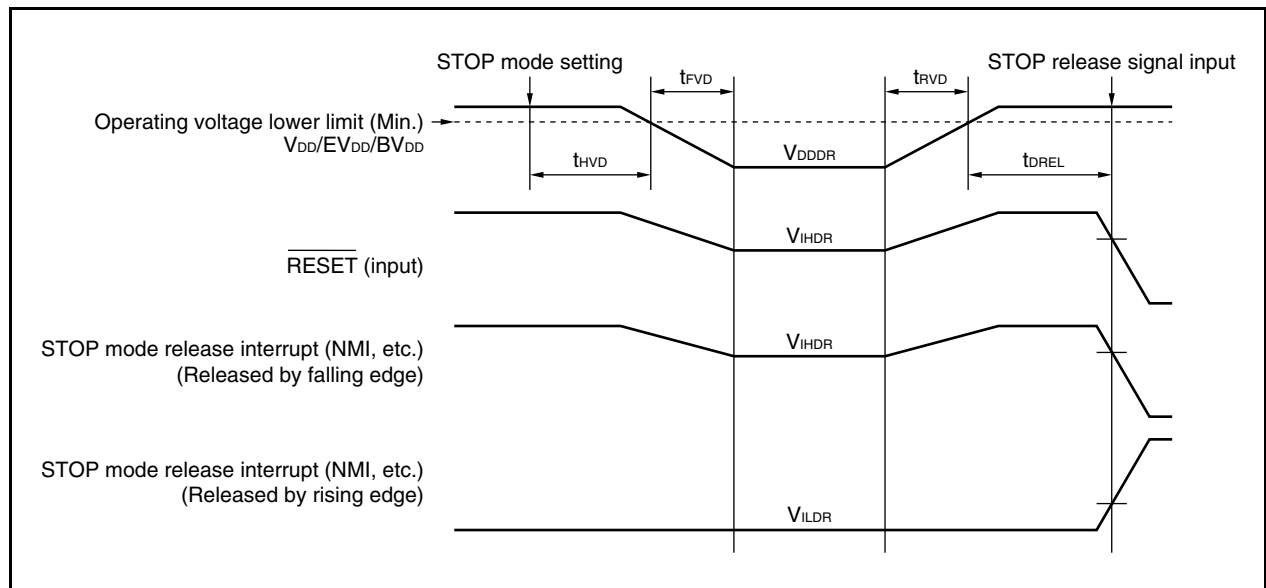 STOP mode setting
STOP release signal input
tFVD
tRVD
Operating voltage lower limit (Min.)
VDD/EVDD/BVDD
VDDDR
tHVD
tDREL
VIHDR
RESET (input)
STOP mode release interrupt (NMI, etc.)
(Released by falling edge)
VIHDR
STOP mode release interrupt (NMI, etc.)
(Released by rising edge)
VILDR